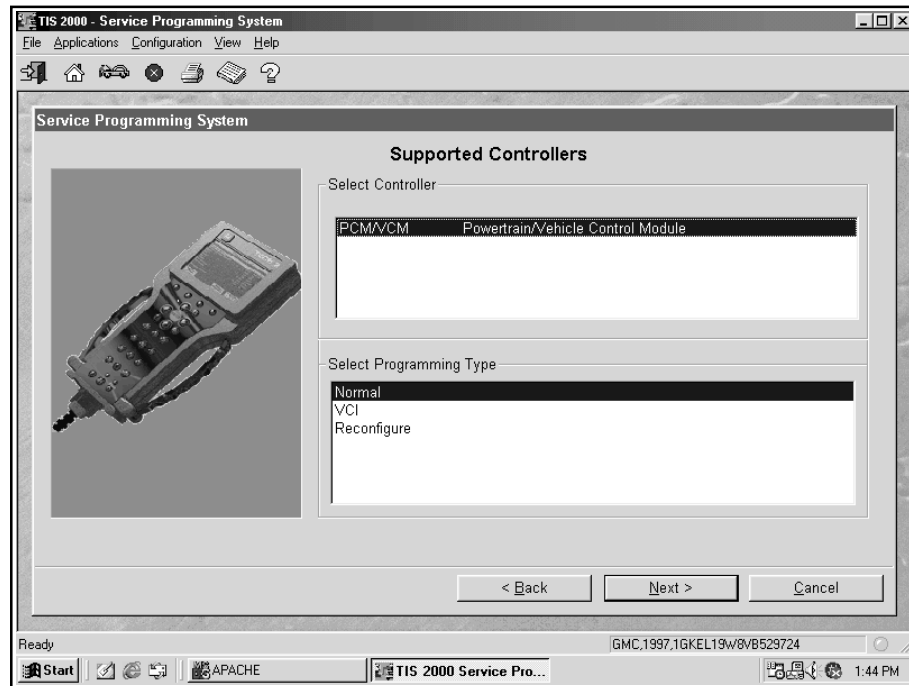 TIS 2000 - Service Programming System
File Applications Configuration View Help
Service Programming System
Supported Controllers
Select Controller
PCM/VCM Powertrain/Vehicle Control Module
Select Programming Type
Normal
VCI
Reconfigure
< Back Next > Cancel
Ready GMC,1997,1GKEL19W9VB529724
Start APACHE TIS 2000 Service Pro... 1:44 PM